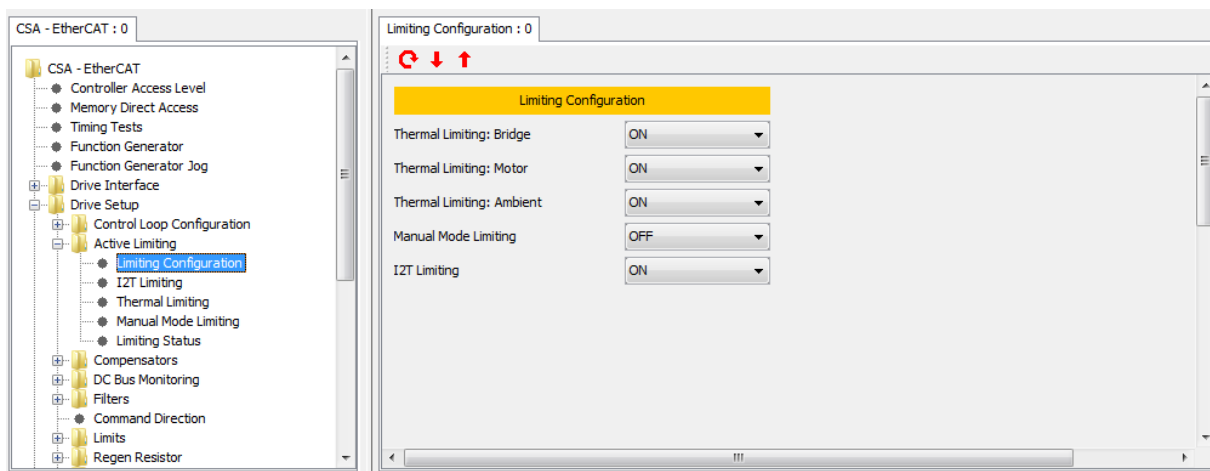 CSA - EtherCAT : 0
CSA - EtherCAT
Controller Access Level
Memory Direct Access
Timing Tests
Function Generator
Function Generator Jog
Drive Interface
Drive Setup
Control Loop Configuration
Active Limiting
Limiting Configuration
I2T Limiting
Thermal Limiting
Manual Mode Limiting
Limiting Status
Compensators
DC Bus Monitoring
Filters
Command Direction
Limits
Regen Resistor
Limiting Configuration : 0
Limiting Configuration
Thermal Limiting: Bridge ON
Thermal Limiting: Motor ON
Thermal Limiting: Ambient ON
Manual Mode Limiting OFF
I2T Limiting ON